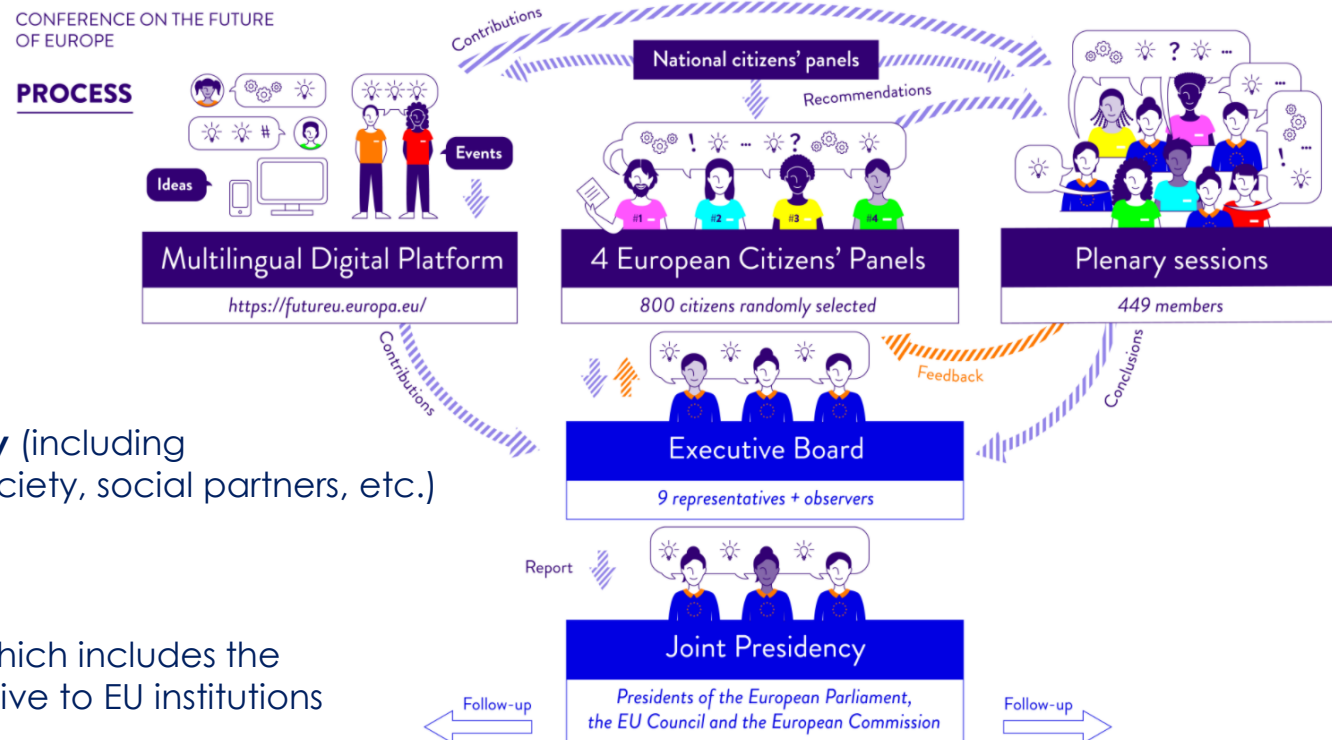 CONFERENCE ON THE FUTURE
OF EUROPE
PROCESS
Contributions
National citizens' panels
Recommendations
? ...
...
! ...
#
! ... ?
Events
Ideas
#1 #2 #3 #4
Multilingual Digital Platform
https://futureu.europa.eu/
4 European Citizens' Panels
800 citizens randomly selected
Plenary sessions
449 members
Contributions
Feedback
Conclusions
Executive Board
9 representatives + observers
y (including
ciety, social partners, etc.)
Report
Joint Presidency
Presidents of the European Parliament,
the EU Council and the European Commission
hich includes the
ive to EU institutions
Follow-up
Follow-up